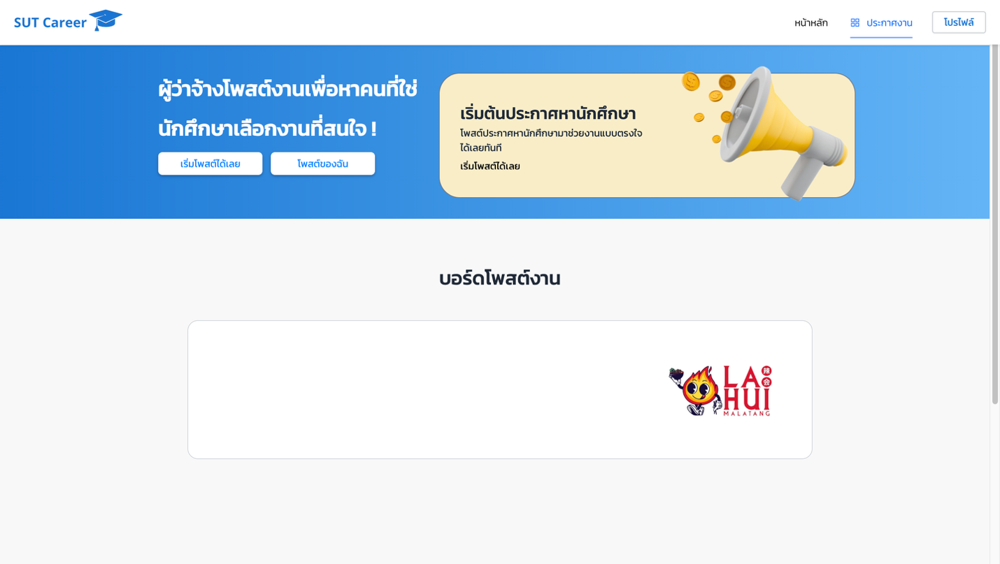 SUT Career
หน้าหลัก
ประกาศงาน
โปรไฟล์
ผู้ว่าจ้างโพสต์งานเพื่อหาคนที่ใช่
นักศึกษาเลือกงานที่สนใจ !
เริ่มโพสต์ได้เลย
โพสต์ของฉัน
เริ่มต้นประกาศหานักศึกษา
โพสต์ประกาศหานักศึกษามาช่วยงานแบบตรงใจ
ได้เลยทันที
เริ่มโพสต์ได้เลย
บอร์ดโพสต์งาน
LA 辣
HUI 会
MALATANG